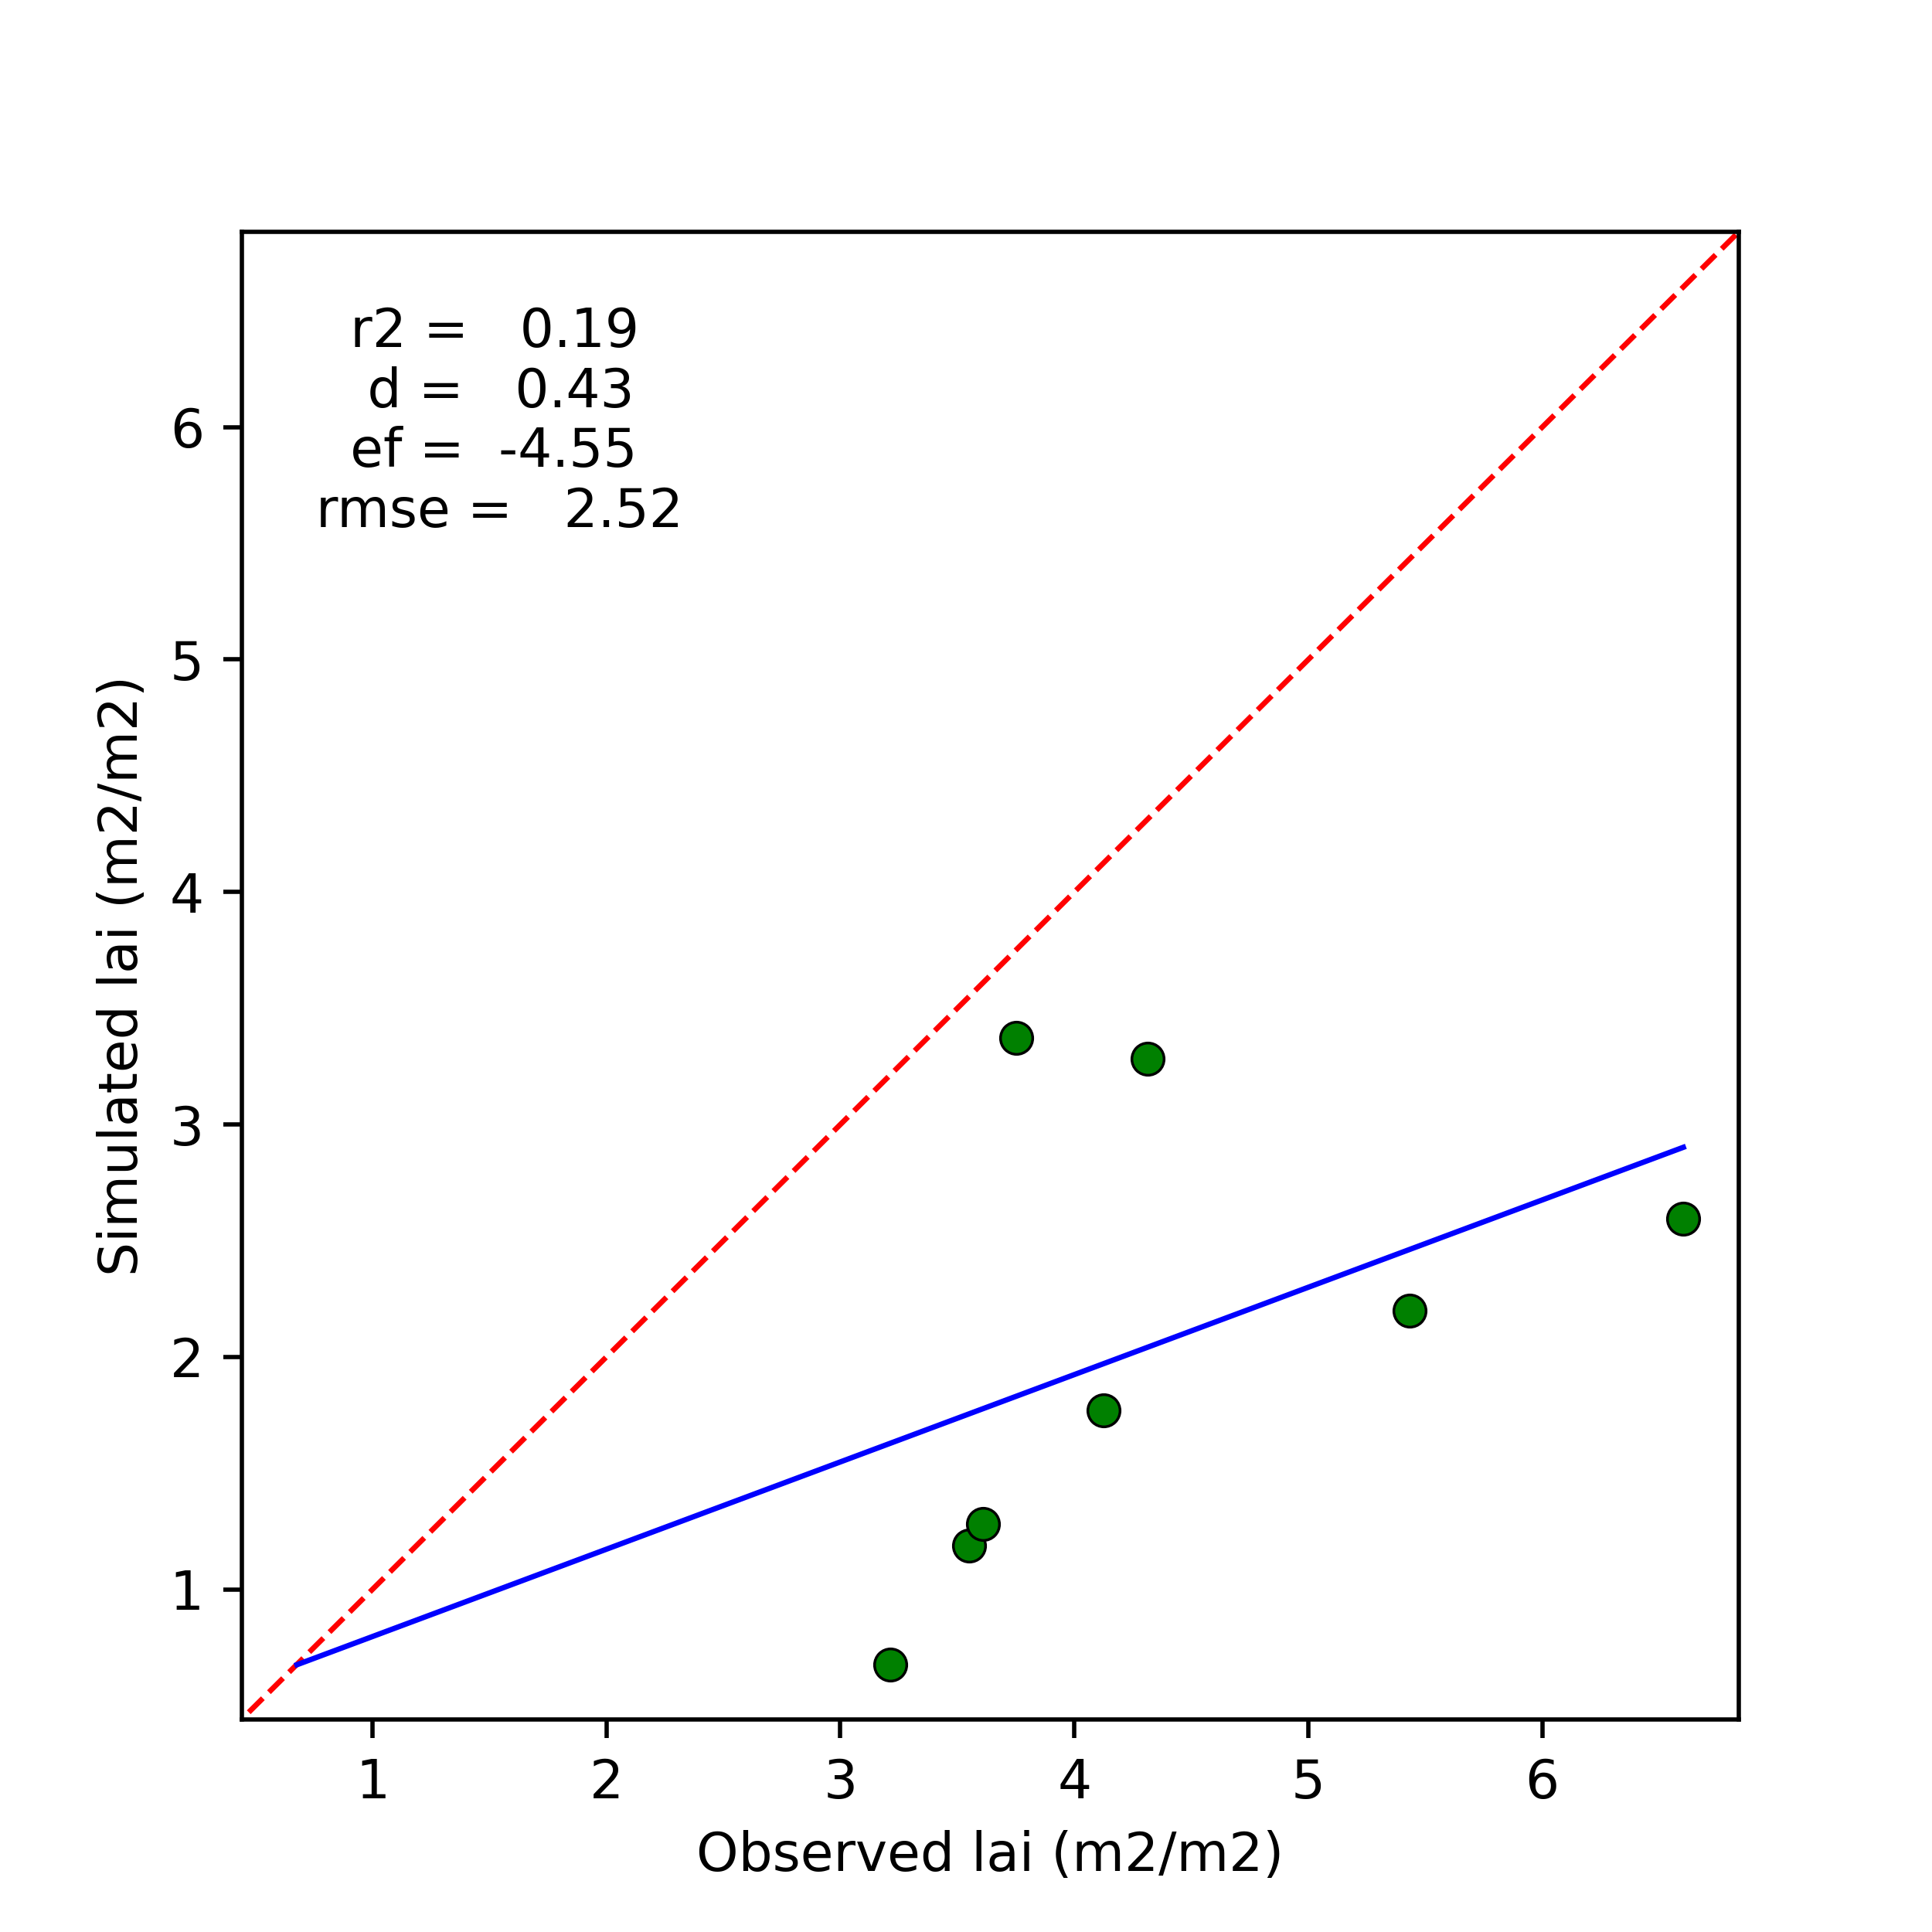 r2 = 0.19
d = 0.43
ef = -4.55
rmse = 2.52
6
5
4
3
2
1
Simulated lai (m2/m2)
1 2 3 4 5 6
Observed lai (m2/m2)